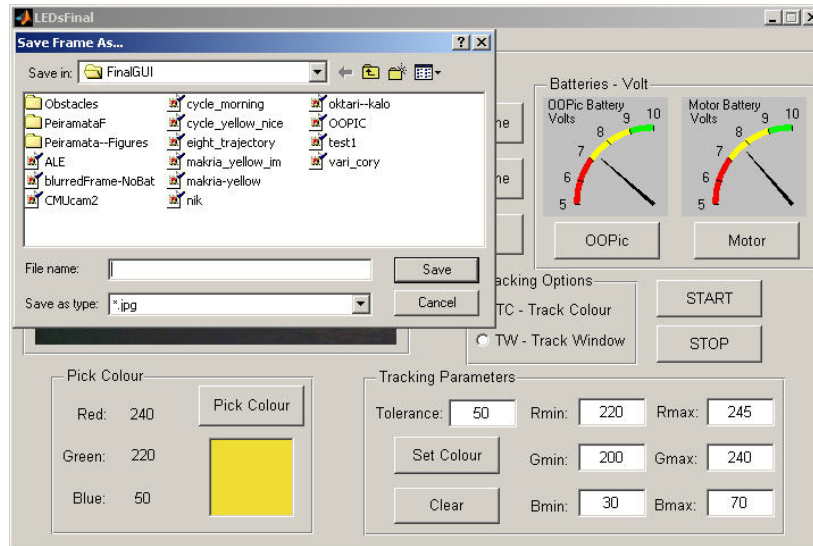 LEDsFinal
Save Frame As...
Save in: FinalGUI
Obstacles
PeiramataF
Peiramata--Figures
ALE
blurredFrame-NoBat
CMUcam2
cycle_morning
cycle_yellow_nice
eight_trajectory
makria_yellow_im
makria-yellow
nik
oktari--kalo
OOPIC
test1
vari_cory
File name:
Save
Save as type: *.jpg
Cancel
Batteries - Volt
OOPic Battery
Volts
5 6 7 8 9 10
Motor Battery
Volts
5 6 7 8 9 10
OOPic
Motor
TC - Track Colour
TW - Track Window
START
STOP
Pick Colour
Red: 240
Pick Colour
Green: 220
Blue: 50
Tracking Parameters
Tolerance: 50 Rmin: 220 Rmax: 245
Set Colour Gmin: 200 Gmax: 240
Clear Bmin: 30 Bmax: 70